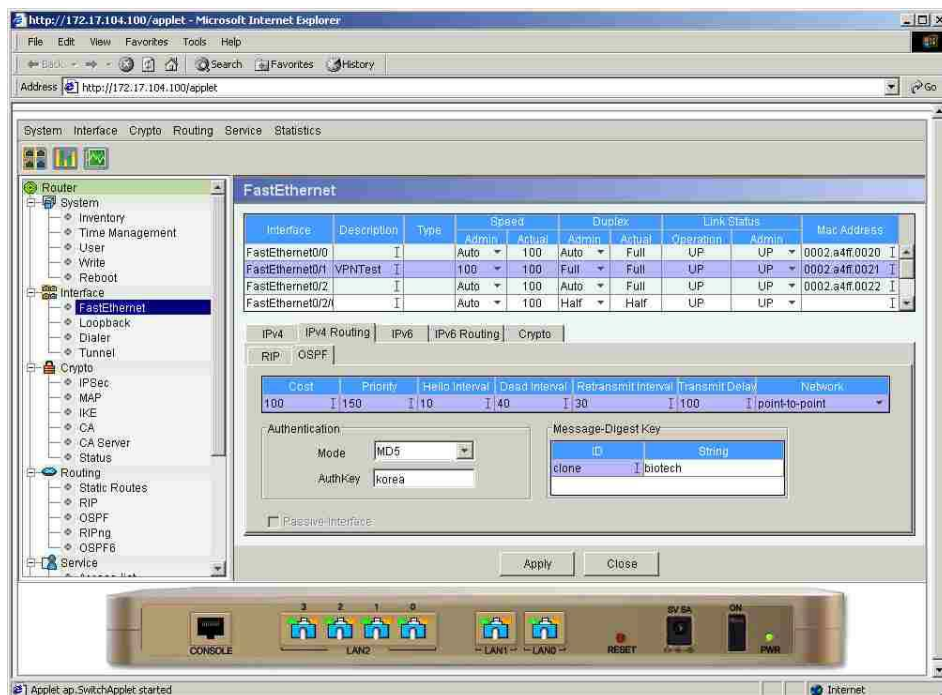 http://172.17.104.100/applet - Microsoft Internet Explorer
File Edit View Favorites Tools Help
Back Search Favorites History
Address http://172.17.104.100/applet Go
System Interface Crypto Routing Service Statistics
Router
System
Inventory
Time Management
User
Write
Reboot
Interface
FastEthernet
Loopback
Dialer
Tunnel
Crypto
IPSec
MAP
IKE
CA
CA Server
Status
Routing
Static Routes
RIP
OSPF
RIPng
OSPF6
Service
FastEthernet
Interface Description Type Speed Duplex Link Status Mac Address
Admin Actual Admin Actual Operation Admin
FastEthernet0/0 Auto 100 Auto Full UP UP 0002.a4ff.0020
FastEthernet0/1 VPNTest 100 100 Full Full UP UP 0002.a4ff.0021
FastEthernet0/2 Auto 100 Auto Full UP UP 0002.a4ff.0022
FastEthernet0/2/ Auto 100 Half Half UP UP
IPv4 IPv4 Routing IPv6 IPv6 Routing Crypto
RIP OSPF
Cost Priority Hello Interval Dead Interval Retransmit Interval Transmit Delay Network
100 150 10 40 30 100 point-to-point
Authentication
Mode MD5
AuthKey korea
Message-Digest Key
ID String
clone biotech
Passive-Interface
Apply Close
3 2 1 0
CONSOLE LAN2 LAN1 LAN0 RESET 5V 5A ON PWR
Applet ap.SwitchApplet started Internet